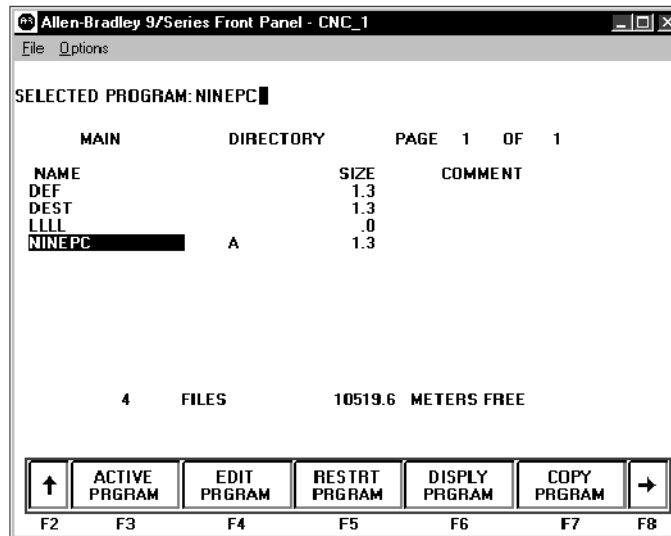 Allen-Bradley 9/Series Front Panel - CNC_1
File Options
SELECTED PROGRAM:NINEPC
MAIN DIRECTORY PAGE 1 OF 1
NAME SIZE COMMENT
DEF 1.3
DEST 1.3
LLLL .0
NINEPC A 1.3
4 FILES 10519.6 METERS FREE
ACTIVE EDIT RESTRT DISPLY COPY
PRGRAM PRGRAM PRGRAM PRGRAM PRGRAM
F2 F3 F4 F5 F6 F7 F8